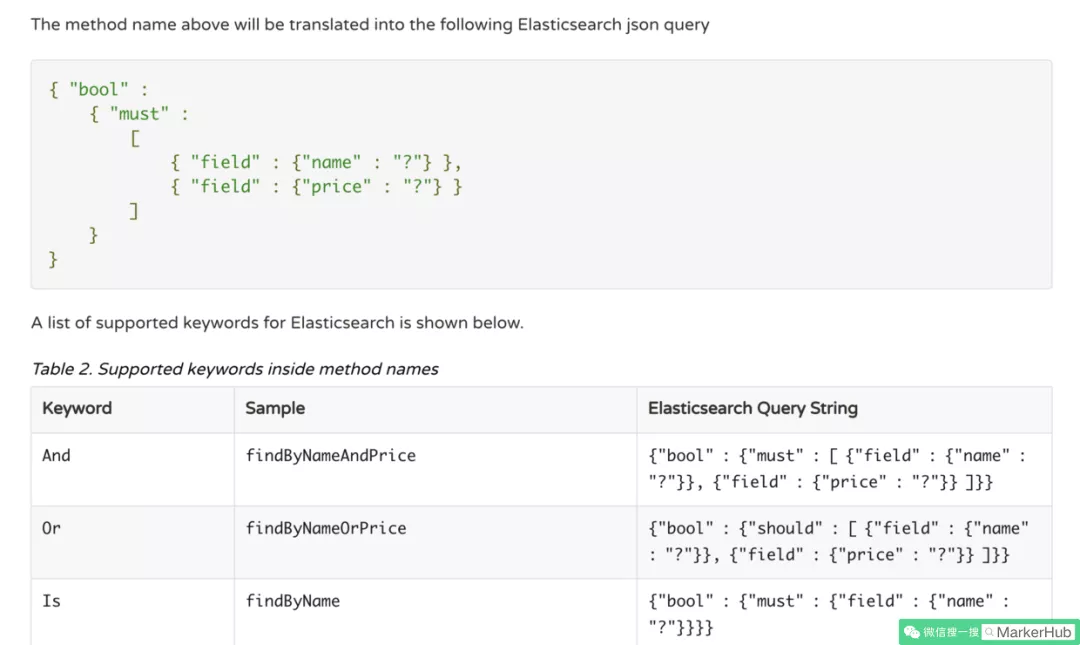 The method name above will be translated into the following Elasticsearch json query
{ "bool" :
{ "must" :
[
{ "field" : {"name" : "?"} },
{ "field" : {"price" : "?"} }
]
}
}
A list of supported keywords for Elasticsearch is shown below.
Table 2. Supported keywords inside method names
Keyword Sample Elasticsearch Query String
And findByNameAndPrice {"bool" : {"must" : [ {"field" : {"name" :
"?"}}, {"field" : {"price" : "?"}} ]}}
Or findByNameOrPrice {"bool" : {"should" : [ {"field" : {"name"
: "?"}}, {"field" : {"price" : "?"}} ]}}
Is findByName {"bool" : {"must" : {"field" : {"name" :
"?"}}}}
微信搜一搜 MarkerHub